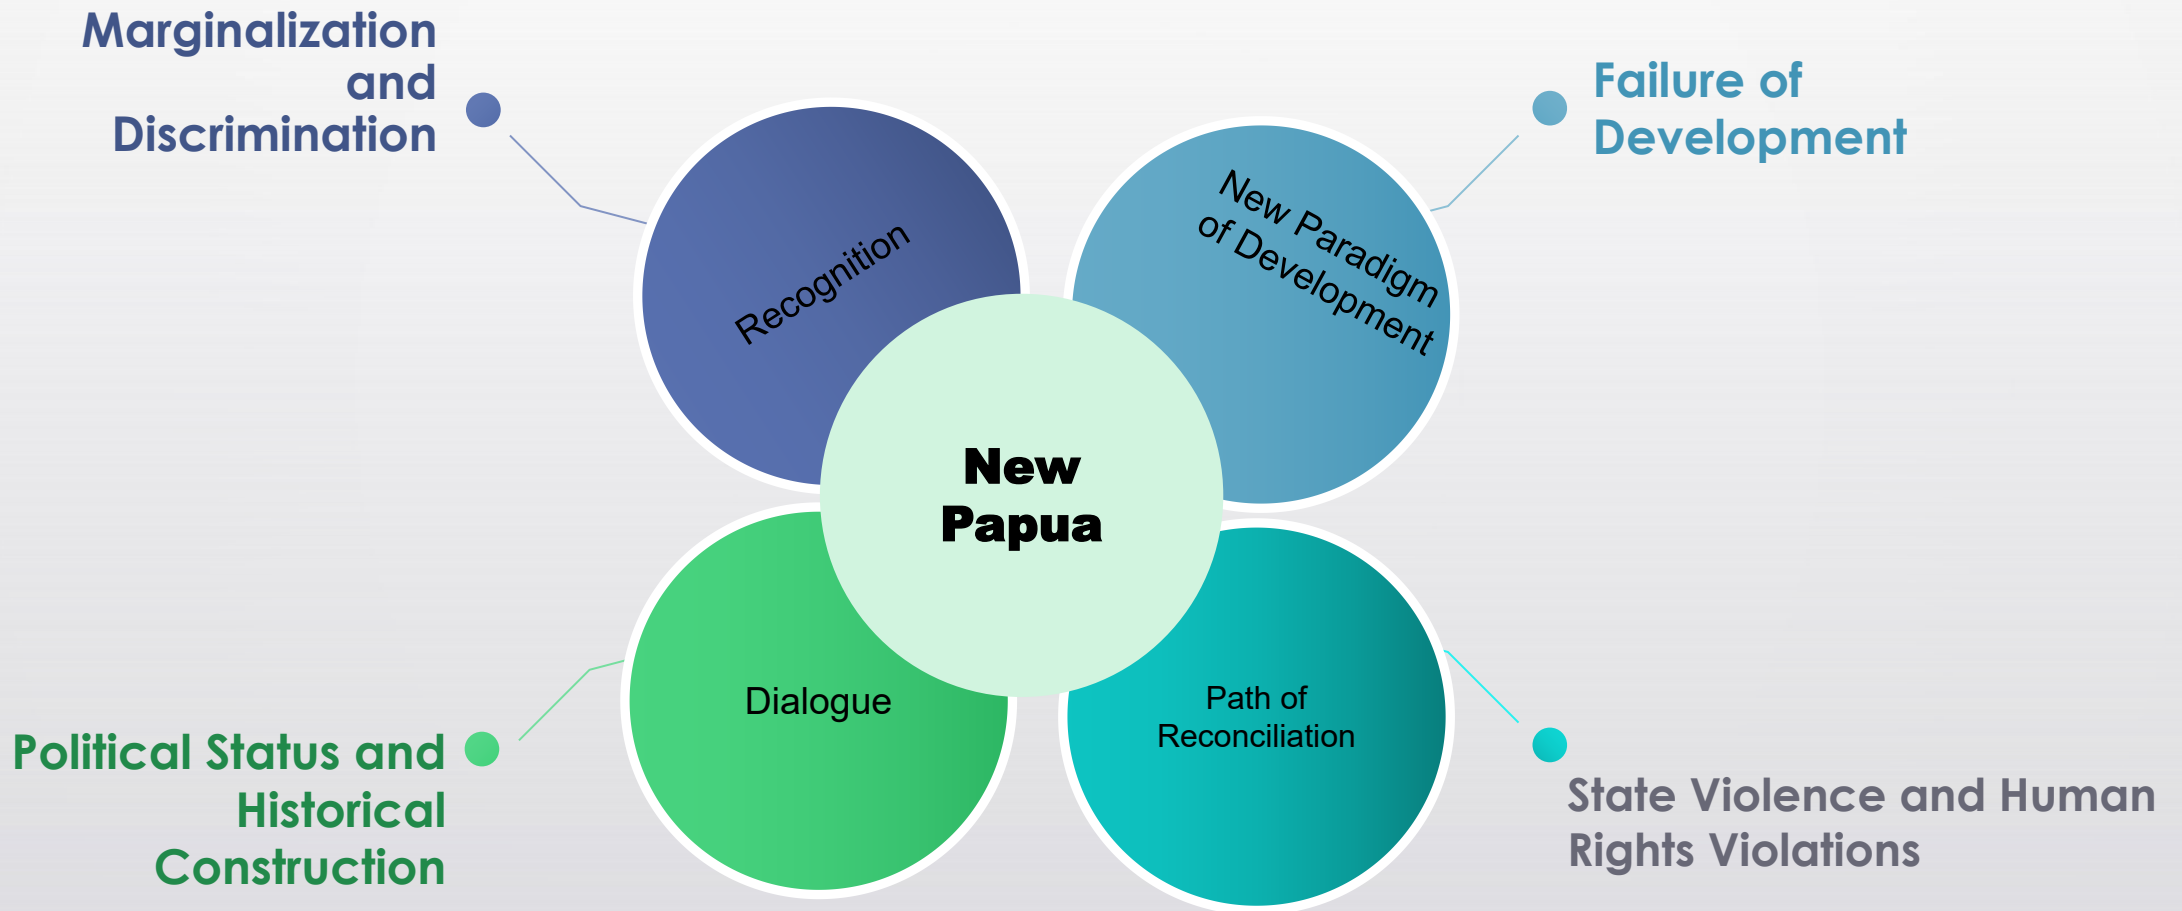 Marginalization
and
Discrimination
Failure of
Development
Recognition
New Paradigm
of Development
New
Papua
Dialogue
Path of
Reconciliation
Political Status and
Historical
Construction
State Violence and Human
Rights Violations